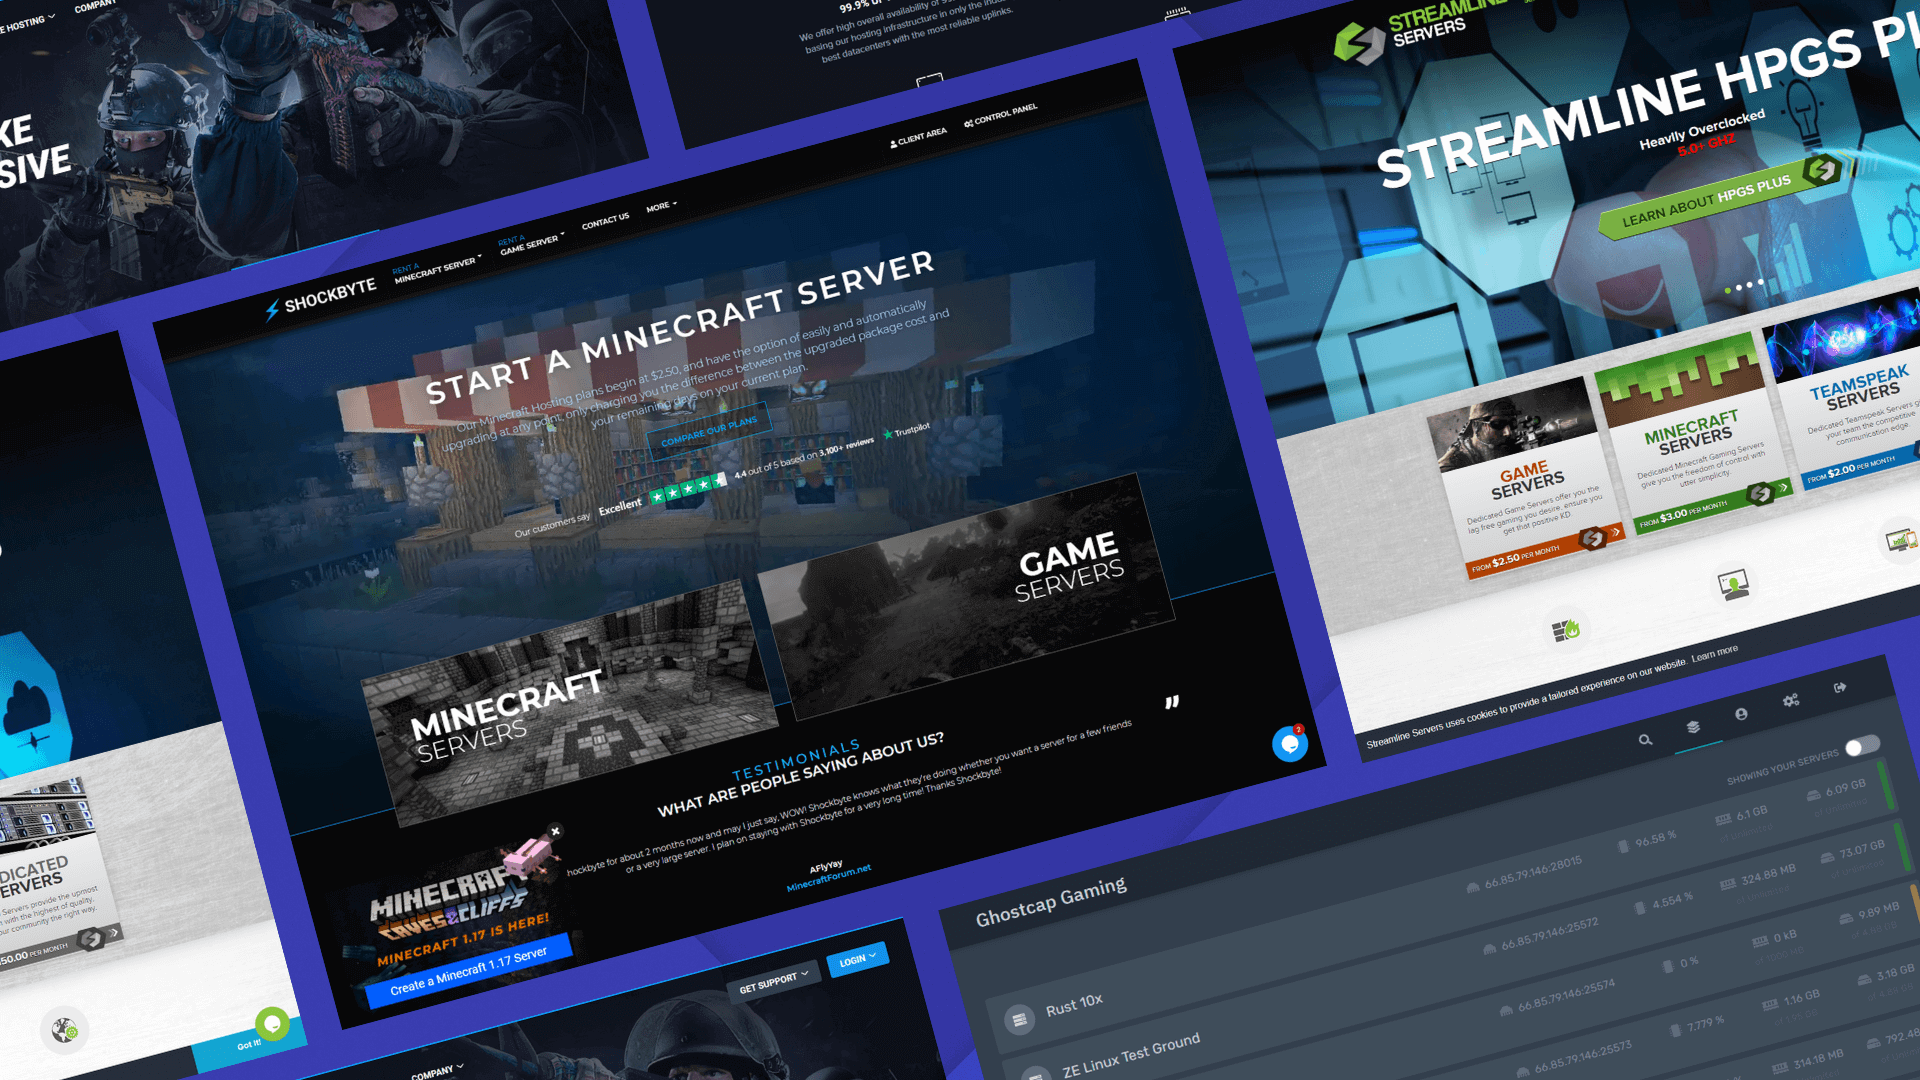 E HOSTING
COMPANY
KE
SIVE
We offer high overall availability of
basing our hosting infrastructure in only the
best datacenters with the most reliable uplinks.
STREAMLINE
SERVERS
STREAMLINE HPGS PL
Heavily Overclocked
5.0+ GHZ
LEARN ABOUT HPGS PLUS
CLIENT AREA
CONTROL PANEL
SHOCKBYTE
RENT A
MINECRAFT SERVER
RENT A
GAME SERVER
CONTACT US
MORE
START A MINECRAFT SERVER
Our Minecraft Hosting plans begin at $2.50, and have the option of easily and automatically
upgrading at any point, only charging you the difference between the upgraded package cost and
your remaining days on your current plan.
COMPARE OUR PLANS
Our customers say Excellent 4.4 out of 5 based on 3,100+ reviews Trustpilot
MINECRAFT
SERVERS
GAME
SERVERS
TESTIMONIALS
WHAT ARE PEOPLE SAYING ABOUT US?
hockbyte for about 2 months now and may I just say, WOW! Shockbyte knows what they're doing whether you want a server for a few friends
or a very large server. I plan on staying with Shockbyte for a very long time! Thanks Shockbyte!
AFlyYay
MinecraftForum.net
2
MINECRAFT
CAVES & CLIFFS
MINECRAFT 1.17 IS HERE!
Create a Minecraft 1.17 Server
GAME
SERVERS
Dedicated Game Servers offer you the
lag free gaming you desire, ensure you
get that positive KD.
FROM $2.50 PER MONTH
MINECRAFT
SERVERS
Dedicated Minecraft Gaming Servers
give you the freedom of control with
utter simplicity.
FROM $3.00 PER MONTH
TEAMSPEAK
SERVERS
Dedicated Teamspeak Servers
your team the competitive
communication edge.
FROM $2.00 PER MONTH
Streamline Servers uses cookies to provide a tailored experience on our website. Learn more
DICATED
ERVERS
Servers provide the upmost
with the highest of quality,
our community the right way.
50.00 PER MONTH
Got It!
GET SUPPORT
LOGIN
COMPANY
Ghostcap Gaming
SHOWING YOUR SERVERS
Rust 10x
66.85.79.146:28015
96.58 %
6.1 GB
6.09 GB
ZE Linux Test Ground
66.85.79.146:25572
4.554 %
324.88 MB
73.07 GB
66.85.79.146:25574
0 %
0 kB
9.89 MB
66.85.79.146:25573
7.779 %
1.16 GB
3.18 GB
314.18 MB
792.48